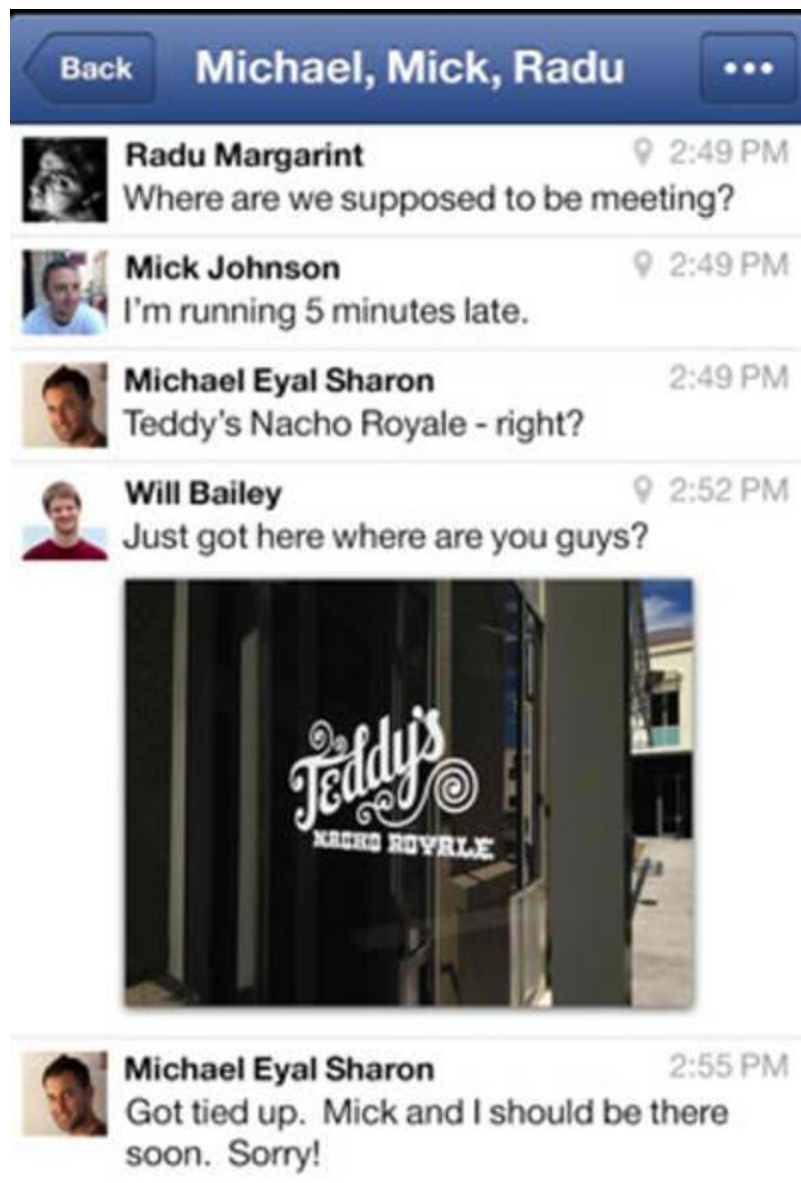 Back Michael, Mick, Radu
Radu Margarint 2:49 PM
Where are we supposed to be meeting?
Mick Johnson 2:49 PM
I'm running 5 minutes late.
Michael Eyal Sharon 2:49 PM
Teddy's Nacho Royale - right?
Will Bailey 2:52 PM
Just got here where are you guys?
Teddy's
NACHO ROYALE
Michael Eyal Sharon 2:55 PM
Got tied up.  Mick and I should be there
soon.  Sorry!